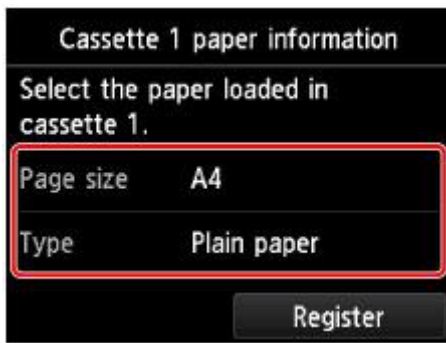 Cassette 1 paper information
Select the paper loaded in
cassette 1.
Page size A4
Type Plain paper
Register